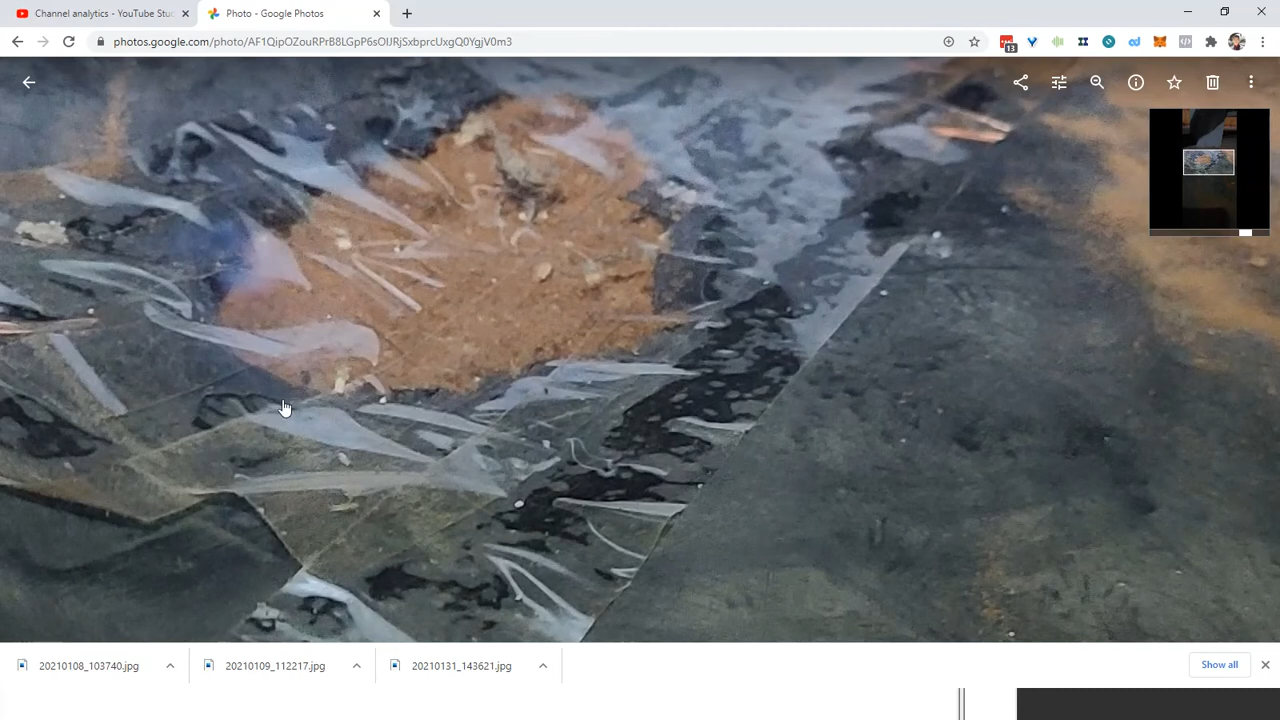 Channel analytics - YouTube Stu
Photo - Google Photos
photos.google.com/photo/AF1QipOZouRPrB8LGpP6sOIJRjSxbprcUxgQ0YgjV0m3
13
20210108_103740.jpg
20210109_112217.jpg
20210131_143621.jpg
Show all